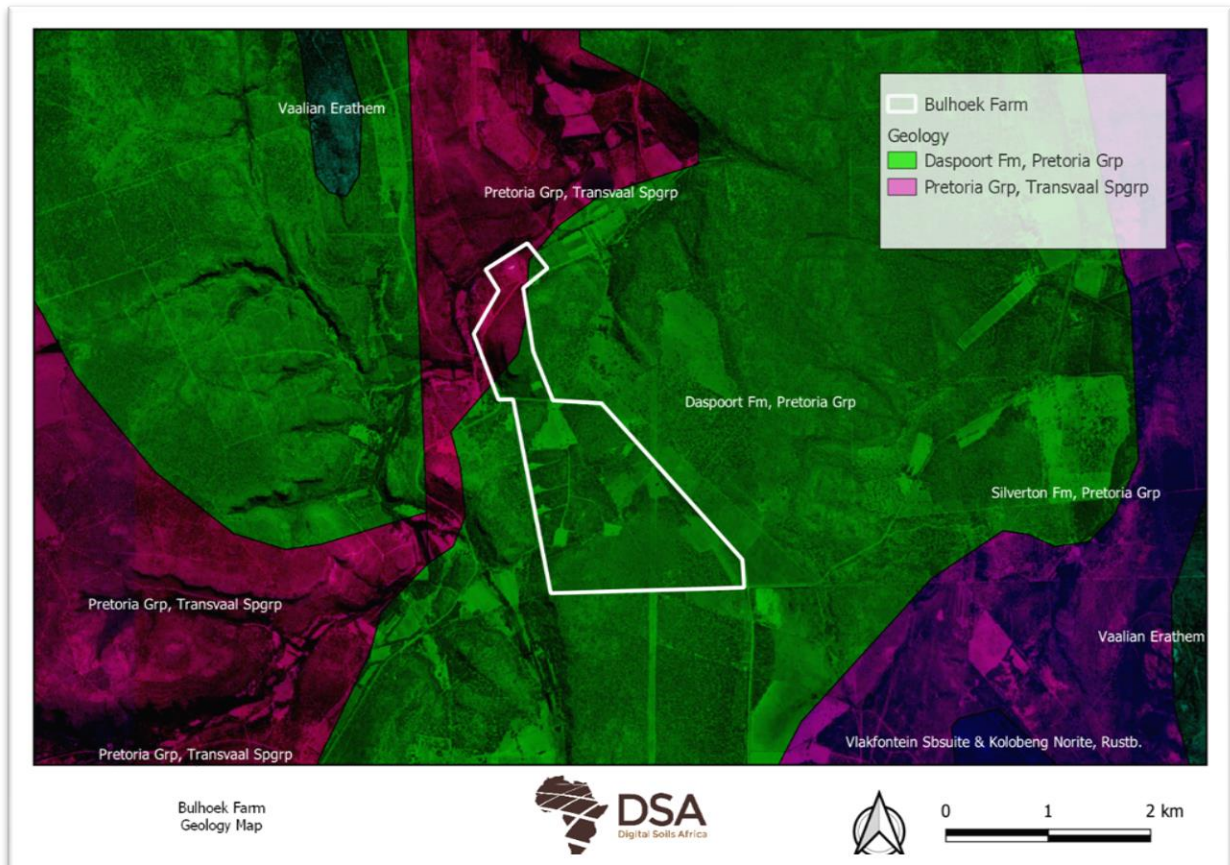 Vaalian Erathem
Pretoria Grp, Transvaal Spgrp
Bulhoek Farm
Geology
Daspoort Fm, Pretoria Grp
Pretoria Grp, Transvaal Spgrp
Daspoort Fm, Pretoria Grp
Silverton Fm, Pretoria Grp
Pretoria Grp, Transvaal Spgrp
Vaalian Erathem
Pretoria Grp, Transvaal Spgrp
Vlakfontein Sbsuite & Kolobeng Norite, Rustb.
Bulhoek Farm
Geology Map
DSA
Digital Soils Africa
0 1 2 km